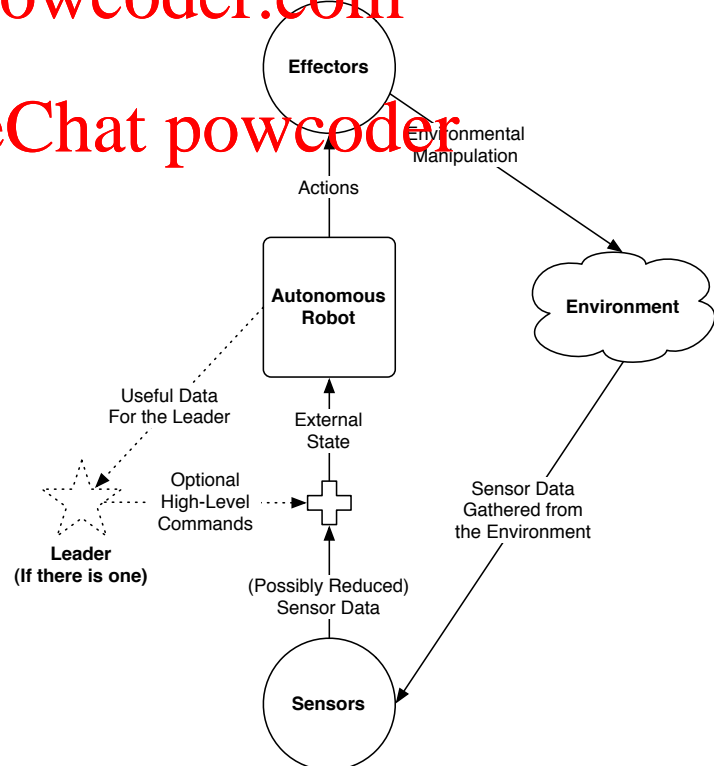 powcoder.com
Effectors
eChat powcoder
Environmental
Manipulation
Actions
Autonomous
Robot
Environment
Useful Data
For the Leader
External
State
Optional
High-Level
Commands
Sensor Data
Gathered from
the Environment
Leader
(If there is one)
(Possibly Reduced)
Sensor Data
Sensors